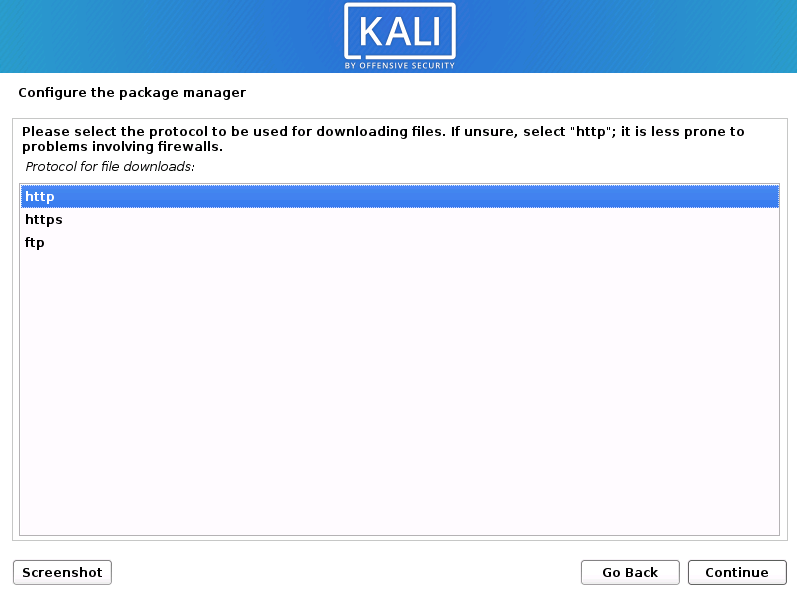 KALI
BY OFFENSIVE SECURITY
Configure the package manager
Please select the protocol to be used for downloading files. If unsure, select "http"; it is less prone to
problems involving firewalls.
Protocol for file downloads:
http
https
ftp
Screenshot
Go Back
Continue